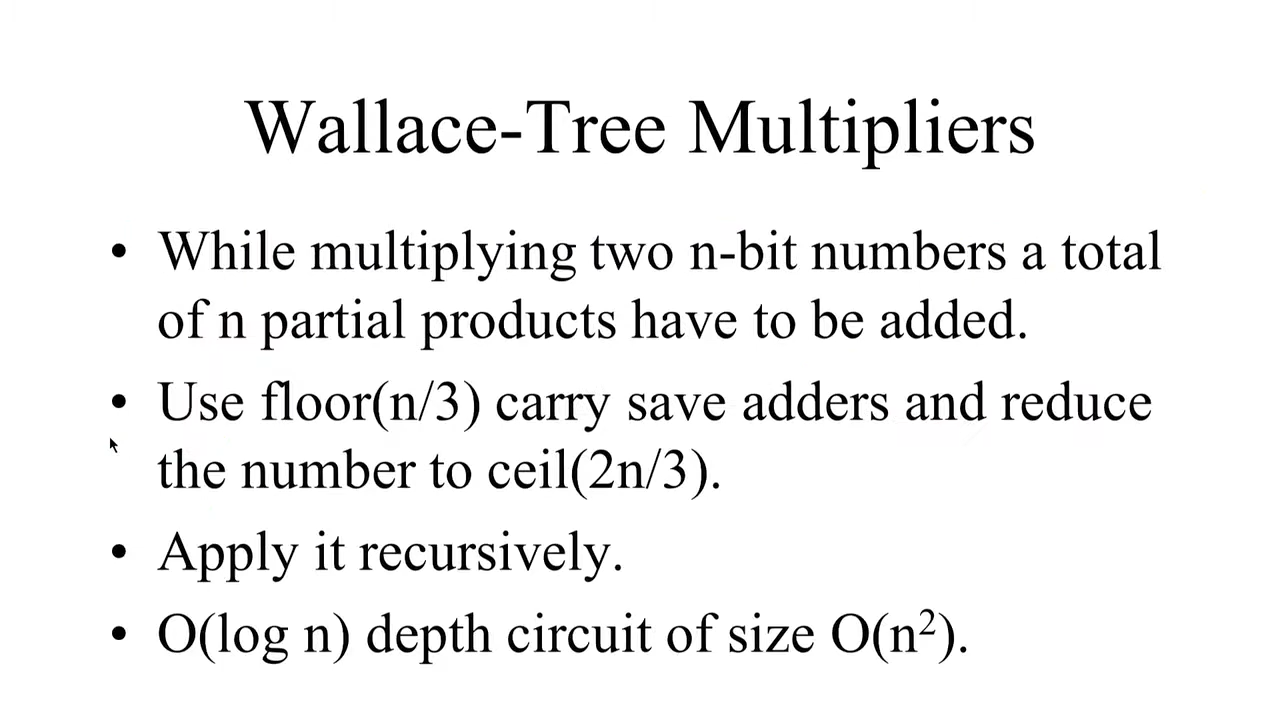 Wallace-Tree Multipliers
• While multiplying two n-bit numbers a total
of n partial products have to be added.
• Use floor(n/3) carry save adders and reduce
the number to ceil(2n/3).
• Apply it recursively.
• O(log n) depth circuit of size O(n²).